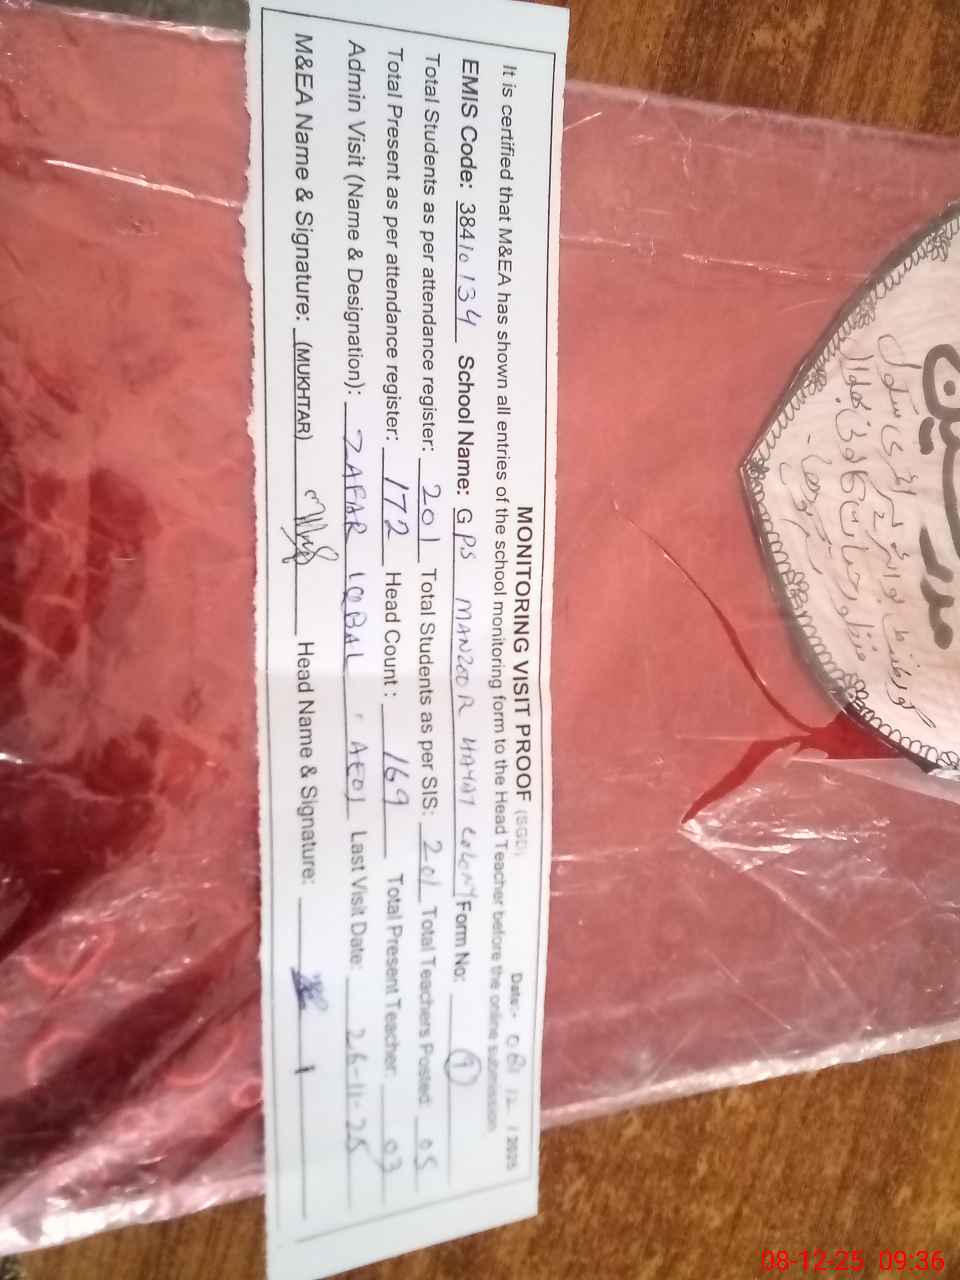 MONITORING VISIT PROOF (SGD) Date:- 08/ 12 / 2025
It is certified that M&EA has shown all entries of the school monitoring form to the Head Teacher before the online submission
EMIS Code: 38410134 School Name: GPS MANZOOR HAYAT COLONY Form No: 1
Total Students as per attendance register: 201 Total Students as per SIS: 201 Total Teachers Posted: 05
Total Present as per attendance register: 172 Head Count : 169 Total Present Teacher: 03
Admin Visit (Name & Designation): ZAFAR IQBAL, AEO Last Visit Date: 26-11-25
M&EA Name & Signature: (MUKHTAR) Head Name & Signature:
گورنمنٹ
منظور حیات کالونی
08-12-25 09:36